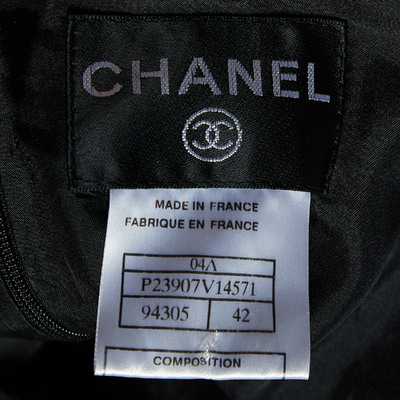 CHANEL
MADE IN FRANCE
FABRIQUE EN FRANCE
04A
P23907V14571
94305 42
COMPOSITION